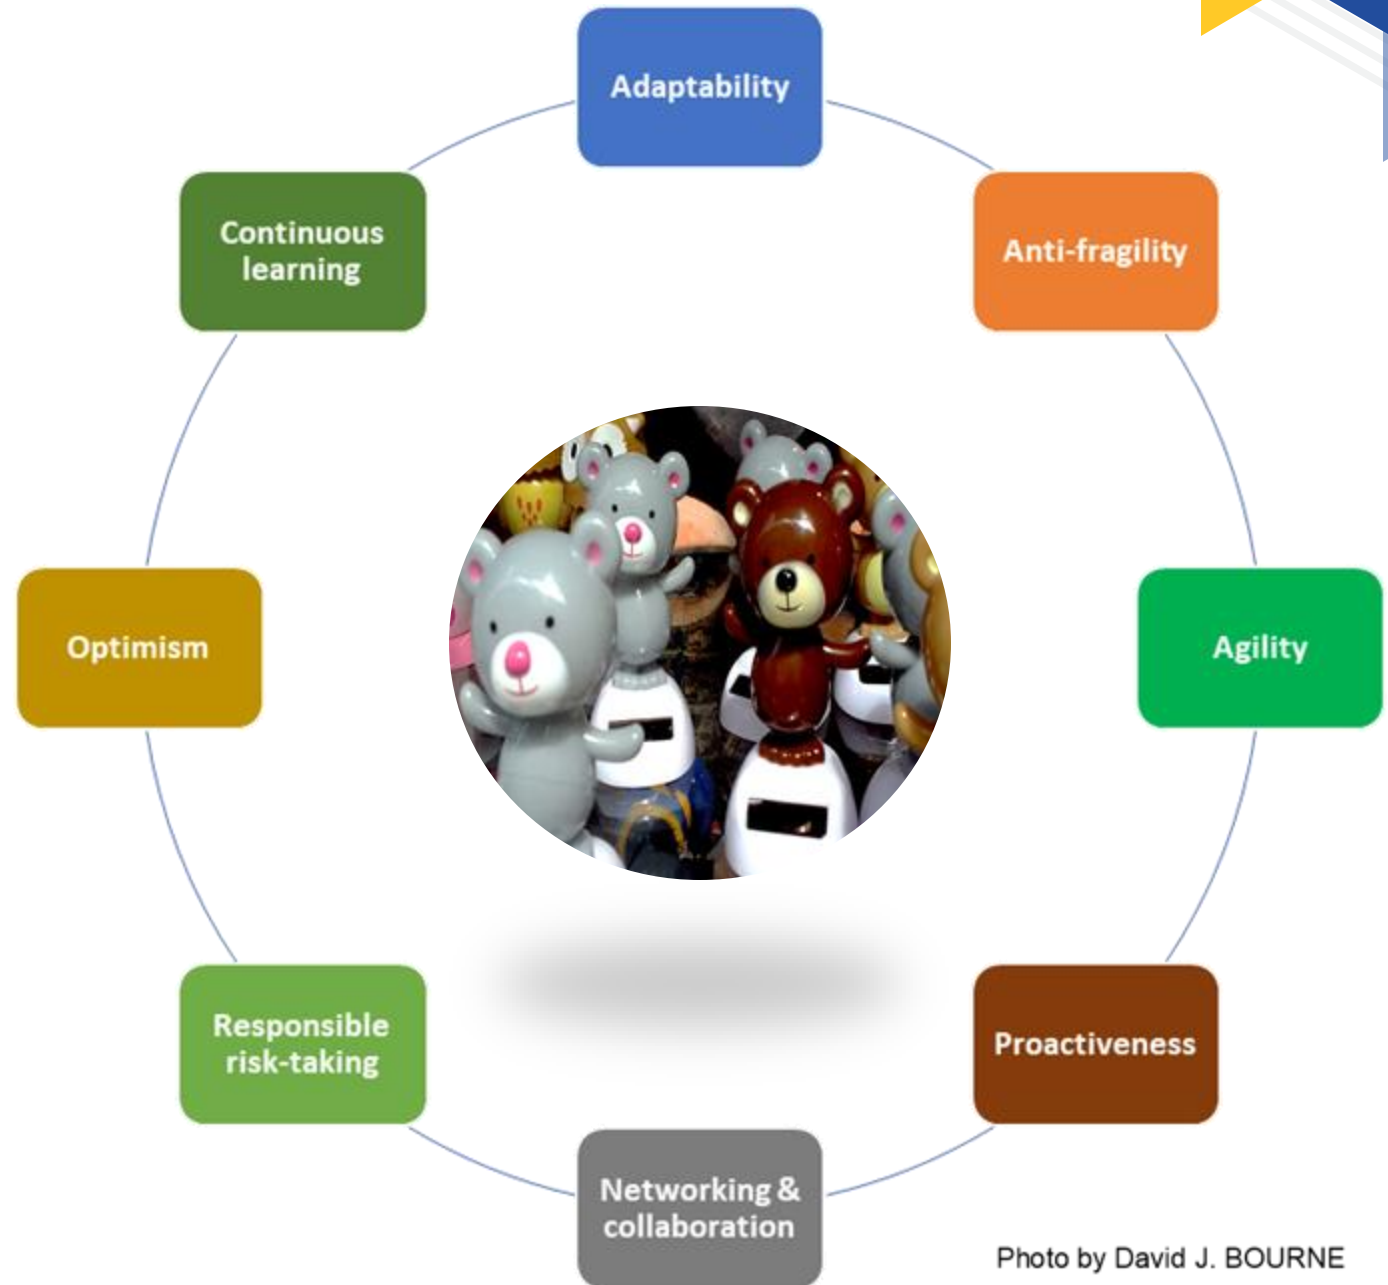 Adaptability
Anti-fragility
Agility
Proactiveness
Networking &
collaboration
Responsible
risk-taking
Optimism
Continuous
learning
Photo by David J. BOURNE